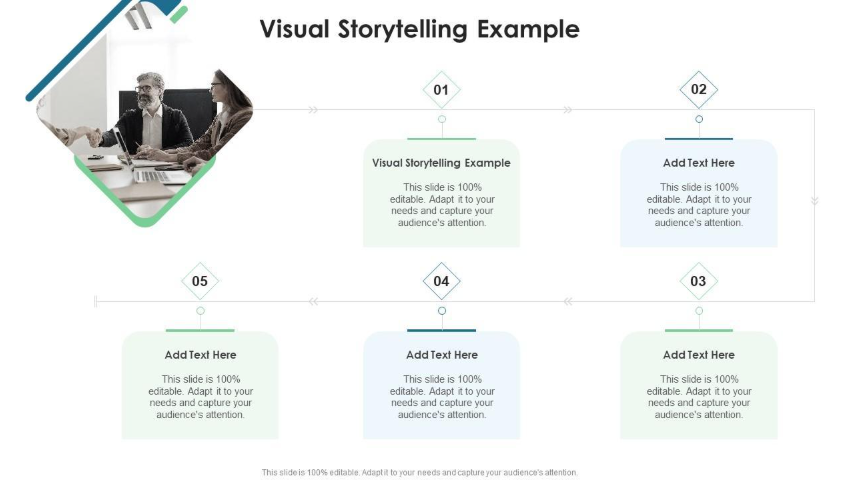 Visual Storytelling Example
01
02
Visual Storytelling Example
This slide is 100%
editable. Adapt it to your
needs and capture your
audience's attention.
Add Text Here
This slide is 100%
editable. Adapt it to your
needs and capture your
audience's attention.
05
04
03
Add Text Here
This slide is 100%
editable. Adapt it to your
needs and capture your
audience's attention.
Add Text Here
This slide is 100%
editable. Adapt it to your
needs and capture your
audience's attention.
Add Text Here
This slide is 100%
editable. Adapt it to your
needs and capture your
audience's attention.
This slide is 100% editable. Adapt it to your needs and capture your audience's attention.